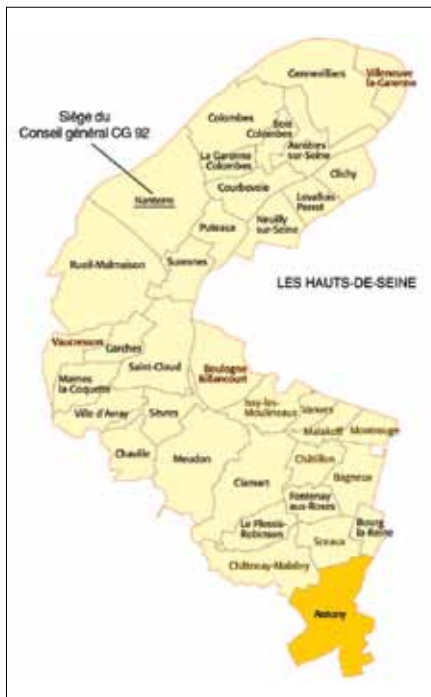 Gennevilliers
Villeneuve
la-Garenne
Siège du
Conseil général CG 92
Colombes
Bois
Colombes
Asnières
sur-Seine
La Garenne
Colombes
Clichy
Courbevoie
Levallois-
Perret
Nanterre
Neuilly
sur-Seine
Puteaux
Rueil-Malmaison
Suresnes
LES HAUTS-DE-SEINE
Vaucresson
Garches
Saint-Cloud
Boulogne
Billancourt
Marnes
la Coquette
Issy-les-
Moulineaux
Vanves
Ville d'Avray
Sèvres
Malakoff
Montrouge
Chaville
Meudon
Châtillon
Bagneux
Clamart
Fontenay
aux-Roses
Le Plessis-
Robinson
Bourg
la-Reine
Sceaux
Châtenay-Malabry
Antony